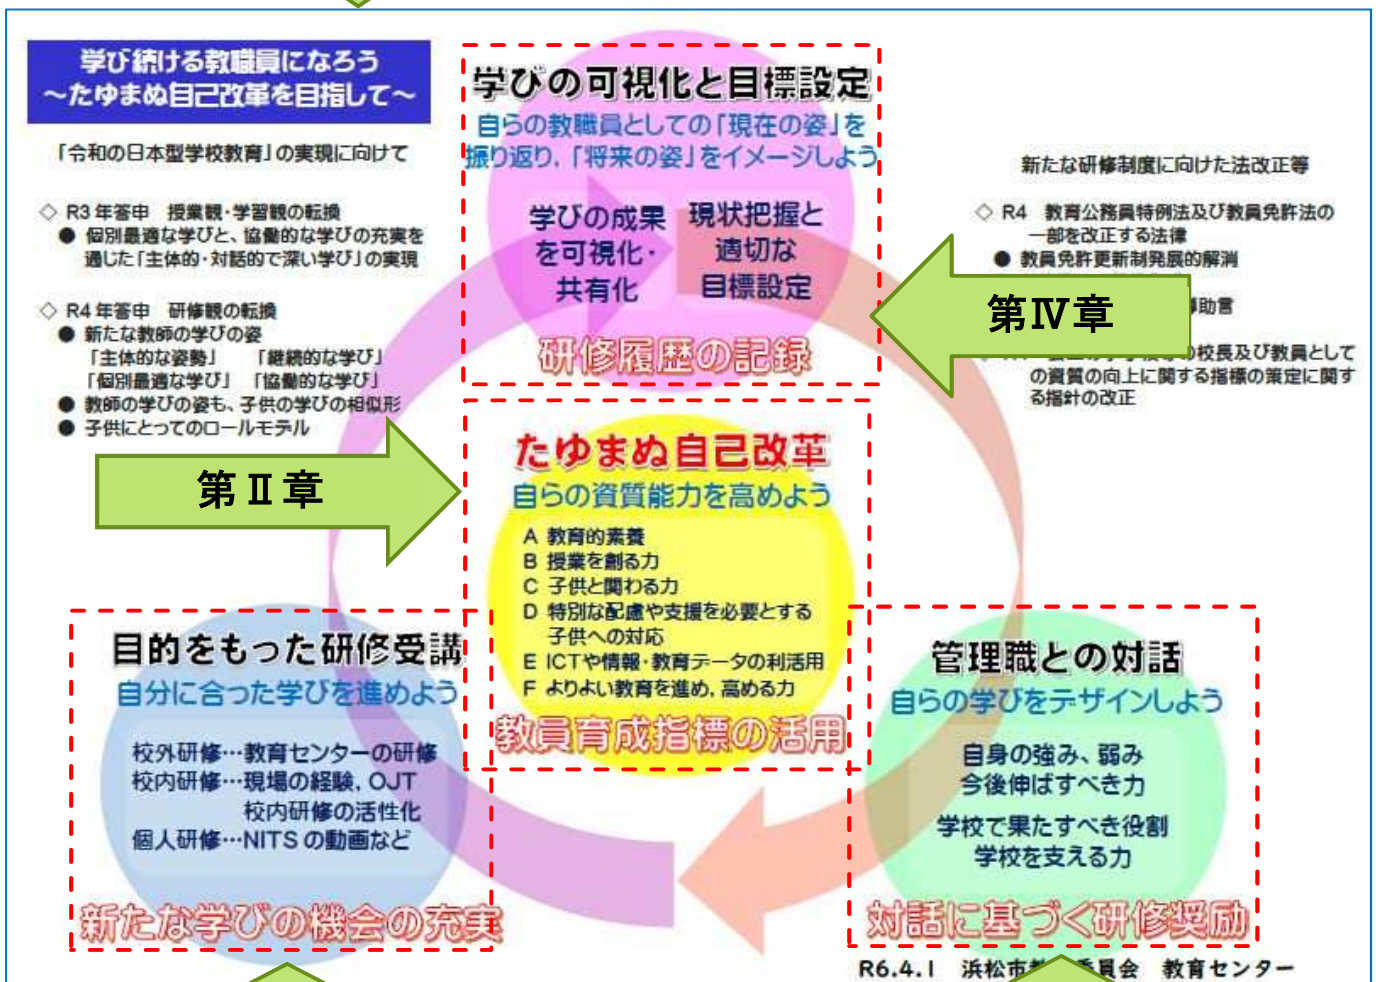 学び続ける教職員になろう
～たゆまぬ自己改革を目指して～
「令和の日本型学校教育」の実現に向けて
◇ R3年答申 授業観・学習観の転換
● 個別最適な学びと、協働的な学びの充実を
通じた「主体的・対話的で深い学び」の実現
◇ R4年答申 研修観の転換
● 新たな教師の学びの姿
「主体的な姿勢」 「継続的な学び」
「個別最適な学び」 「協働的な学び」
● 教師の学びの姿も、子供の学びの相似形
● 子供にとってのロールモデル
学びの可視化と目標設定
自らの教職員としての「現在の姿」を
振り返り，「将来の姿」をイメージしよう
学びの成果
を可視化・
共有化
現状把握と
適切な
目標設定
研修履歴の記録
新たな研修制度に向けた法改正等
◇ R4 教育公務員特例法及び教員免許法の
一部を改正する法律
● 教員免許更新制発展的解消
助言
の校長及び教員として
の資質の向上に関する指標の策定に関す
る指針の改正
第Ⅳ章
第Ⅱ章
たゆまぬ自己改革
自らの資質能力を高めよう
A 教育的素養
B 授業を創る力
C 子供と関わる力
D 特別な配慮や支援を必要とする
子供への対応
E ICTや情報・教育データの利活用
F よりよい教育を進め，高める力
教員育成指標の活用
目的をもった研修受講
自分に合った学びを進めよう
校外研修…教育センターの研修
校内研修…現場の経験，OJT
校内研修の活性化
個人研修…NITSの動画など
新たな学びの機会の充実
管理職との対話
自らの学びをデザインしよう
自身の強み、弱み
今後伸ばすべき力
学校で果たすべき役割
学校を支える力
対話に基づく研修奨励
R6.4.1 浜松市教 員会 教育センター